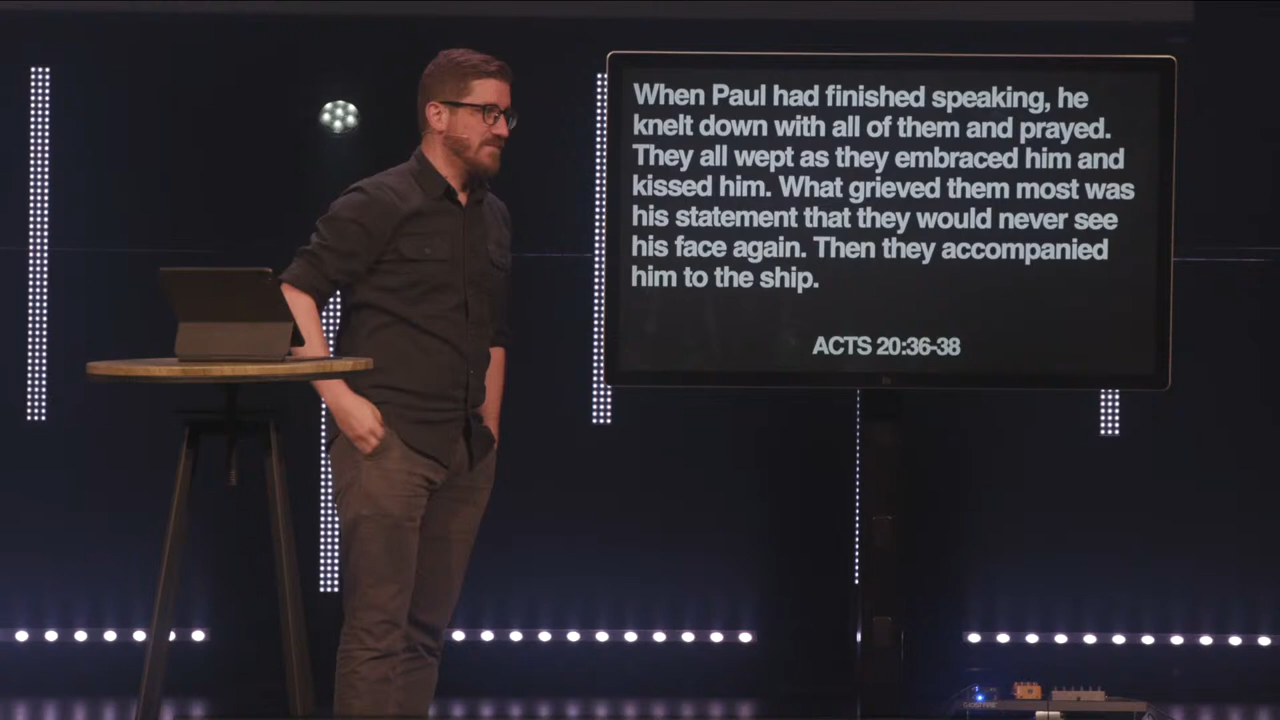 When Paul had finished speaking, he
knelt down with all of them and prayed.
They all wept as they embraced him and
kissed him. What grieved them most was
his statement that they would never see
his face again. Then they accompanied
him to the ship.
ACTS 20:36-38